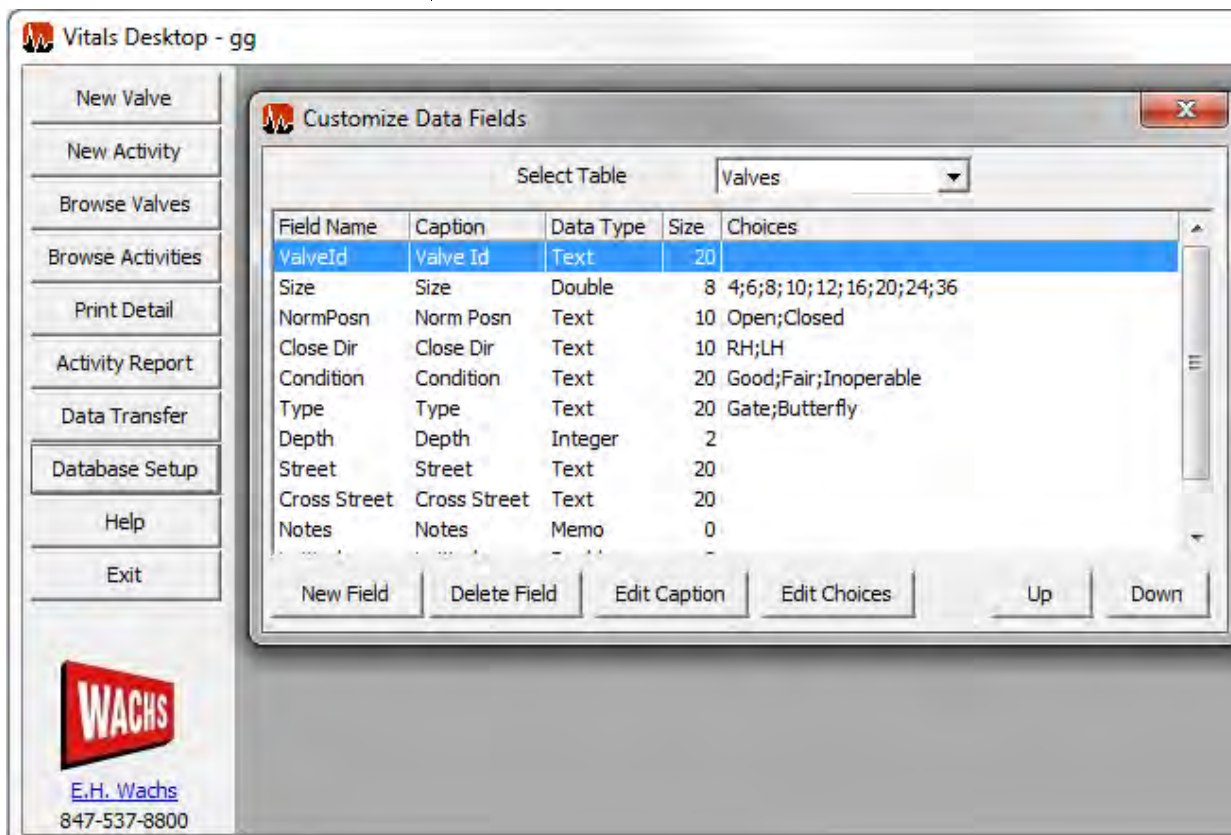 Vitals Desktop - gg
New Valve
New Activity
Browse Valves
Browse Activities
Print Detail
Activity Report
Data Transfer
Database Setup
Help
Exit
WACHS
E.H. Wachs
847-537-8800
Customize Data Fields
Select Table Valves
Field Name Caption Data Type Size Choices
ValveId Valve Id Text 20
Size Size Double 8 4;6;8;10;12;16;20;24;36
NormPosn Norm Posn Text 10 Open;Closed
Close Dir Close Dir Text 10 RH;LH
Condition Condition Text 20 Good;Fair;Inoperable
Type Type Text 20 Gate;Butterfly
Depth Depth Integer 2
Street Street Text 20
Cross Street Cross Street Text 20
Notes Notes Memo 0
New Field Delete Field Edit Caption Edit Choices Up Down